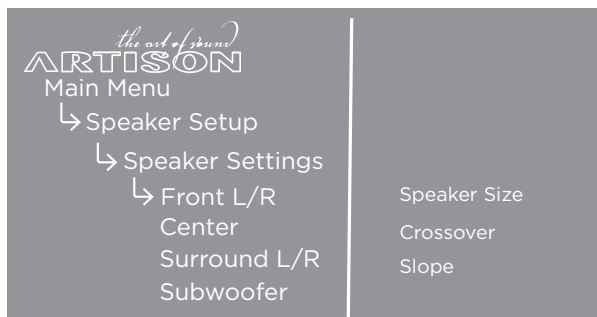 the art of sound
ARTISON
Main Menu
Speaker Setup
Speaker Settings
Front L/R
Center
Surround L/R
Subwoofer
Speaker Size
Crossover
Slope